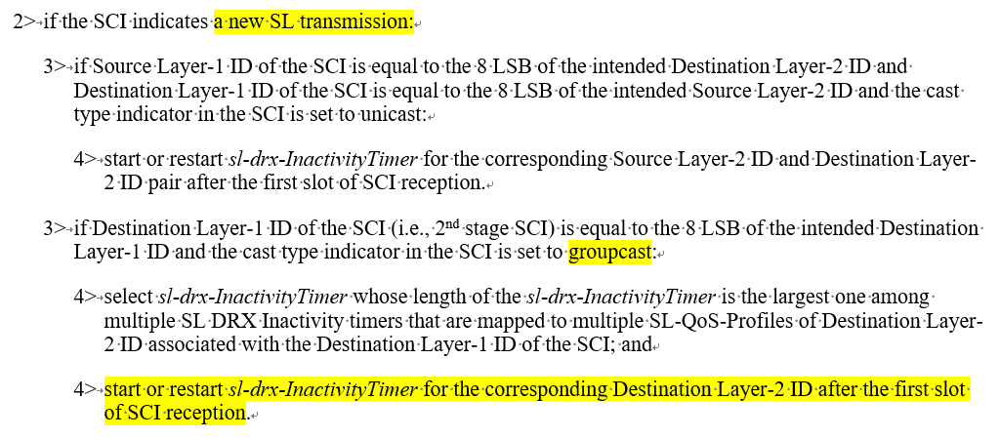 2> if the SCI indicates a new SL transmission:
3> if Source Layer-1 ID of the SCI is equal to the 8 LSB of the intended Destination Layer-2 ID and
Destination Layer-1 ID of the SCI is equal to the 8 LSB of the intended Source Layer-2 ID and the cast
type indicator in the SCI is set to unicast:
4> start or restart sl-drx-InactivityTimer for the corresponding Source Layer-2 ID and Destination Layer-
2 ID pair after the first slot of SCI reception.
3> if Destination Layer-1 ID of the SCI (i.e., 2nd stage SCI) is equal to the 8 LSB of the intended Destination
Layer-1 ID and the cast type indicator in the SCI is set to groupcast:
4> select sl-drx-InactivityTimer whose length of the sl-drx-InactivityTimer is the largest one among
multiple SL DRX Inactivity timers that are mapped to multiple SL-QoS-Profiles of Destination Layer-
2 ID associated with the Destination Layer-1 ID of the SCI; and
4> start or restart sl-drx-InactivityTimer for the corresponding Destination Layer-2 ID after the first slot
of SCI reception.